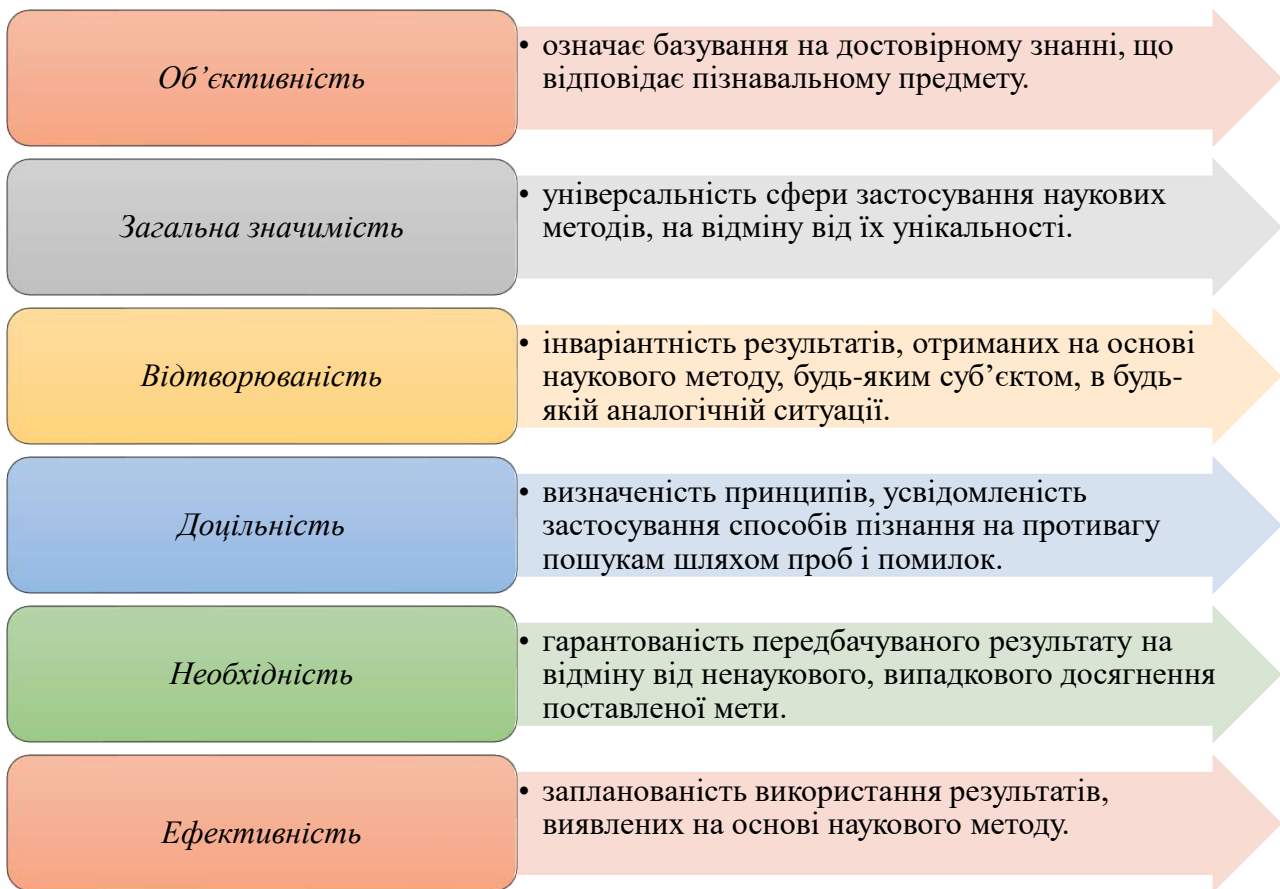 Об’єктивність
• означає базування на достовірному знанні, що
відповідає пізнавальному предмету.
Загальна значимість
• універсальність сфери застосування наукових
методів, на відміну від їх унікальності.
Відтворюваність
• інваріантність результатів, отриманих на основі
наукового методу, будь-яким суб’єктом, в будь-
якій аналогічній ситуації.
Доцільність
• визначеність принципів, усвідомленість
застосування способів пізнання на противагу
пошукам шляхом проб і помилок.
Необхідність
• гарантованість передбачуваного результату на
відміну від ненаукового, випадкового досягнення
поставленої мети.
Ефективність
• запланованість використання результатів,
виявлених на основі наукового методу.